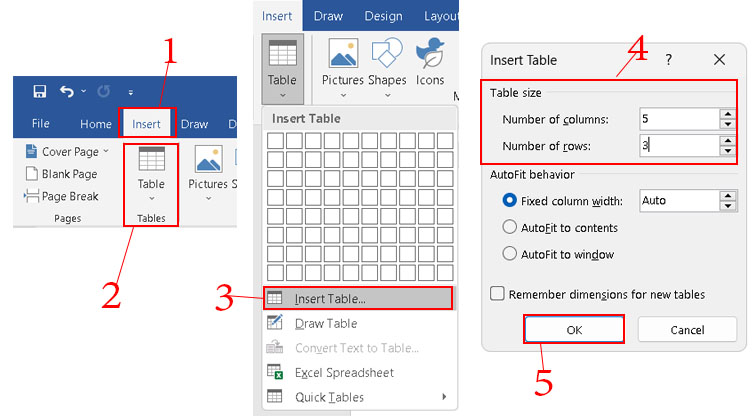 1
File Home Insert Draw D
Cover Page
Blank Page
Page Break
Table
Pictures S
Pages
Tables
2
Insert Draw Design Layou
Table
Pictures Shapes Icons
M
Insert Table
3
Insert Table...
Draw Table
Convert Text to Table...
Excel Spreadsheet
Quick Tables
4
Insert Table ?
Table size
Number of columns: 5
Number of rows: 3
AutoFit behavior
Fixed column width: Auto
AutoFit to contents
AutoFit to window
Remember dimensions for new tables
OK Cancel
5